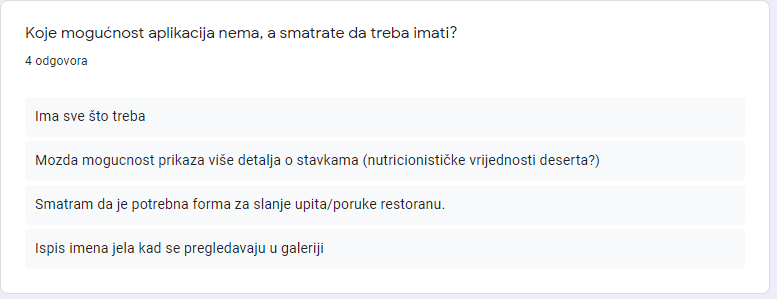 Koje mogućnost aplikacija nema, a smatrate da treba imati?
4 odgovora
Ima sve što treba
Mozda mogucnost prikaza više detalja o stavkama (nutricionističke vrijednosti deserta?)
Smatram da je potrebna forma za slanje upita/poruke restoranu.
Ispis imena jela kad se pregledavaju u galeriji